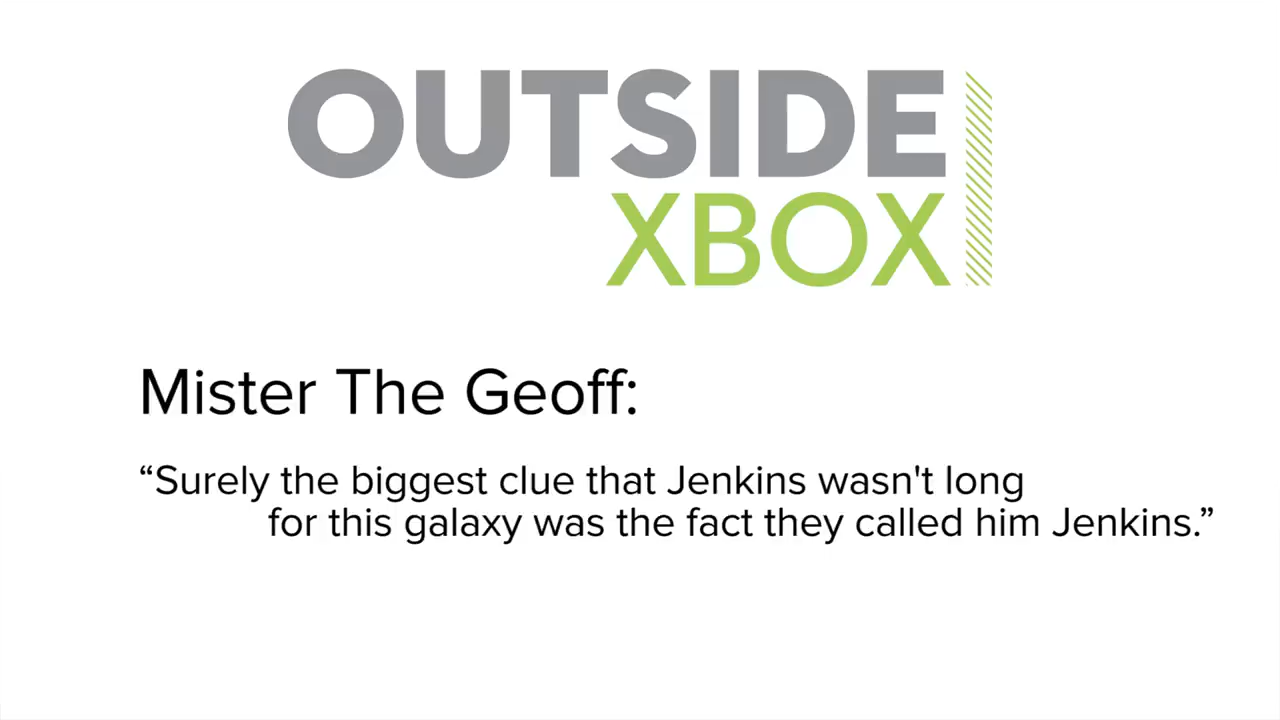 OUTSIDE
XBOX
Mister The Geoff:
“Surely the biggest clue that Jenkins wasn't long
for this galaxy was the fact they called him Jenkins.”